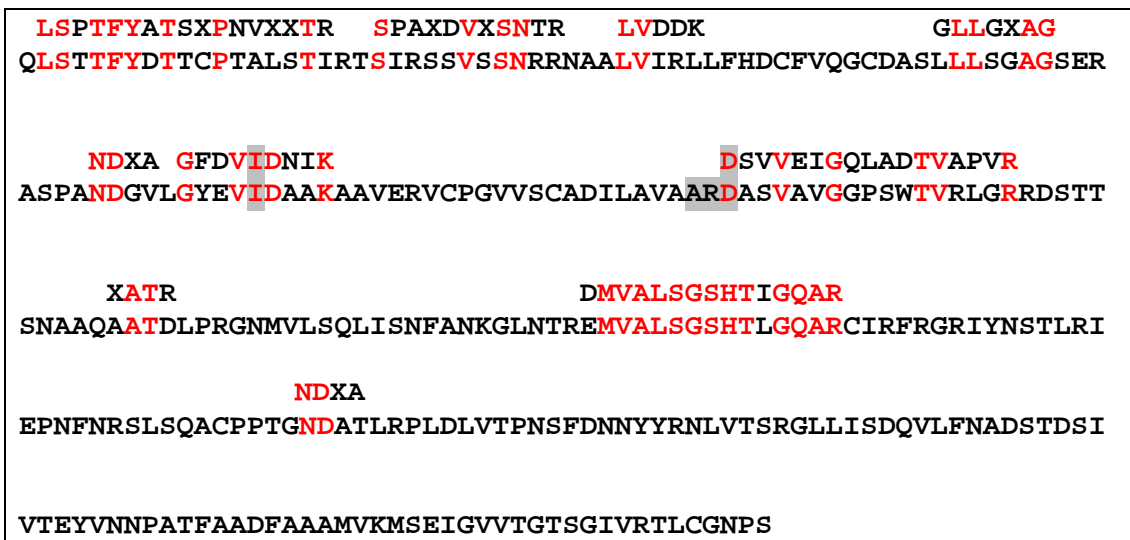 LSPTFYATSXPNVXXTR SPAXDVXSNTR LVDDK GLLGXAG
QLSTTFYDTTCPTALSTIRTSIRSSVSSNRRNAALVIRLLFHDCFVQGCDASLLLSGAGSER
NDXA GFDVIDNIK DSVVEIGQLADTVAPVR
ASPANDGVLGYEVIDAAKAAVERVCPGVVSCADILAVAARDASVAVGGPSWTVRLGRRDSTT
XATR DMVALSGSHTIGQAR
SNAAQAATDLPRGNMVLSQLISNFANKGLNTREMVALSGSHTLGQARCIRFRGRIYNSTLRI
NDXA
EPNFNRSLSQACPPTGNDATLRPLDLVTPNSFDNNYYRNLVTSRGLLISDQVLFNADSTDSI
VTEYVNNPATFAADFAAAMVKMSEIGVVTGTSGIVRTLCGNPS